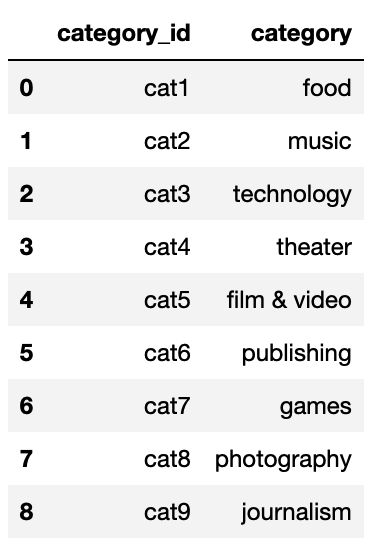 category_id category
0 cat1 food
1 cat2 music
2 cat3 technology
3 cat4 theater
4 cat5 film & video
5 cat6 publishing
6 cat7 games
7 cat8 photography
8 cat9 journalism